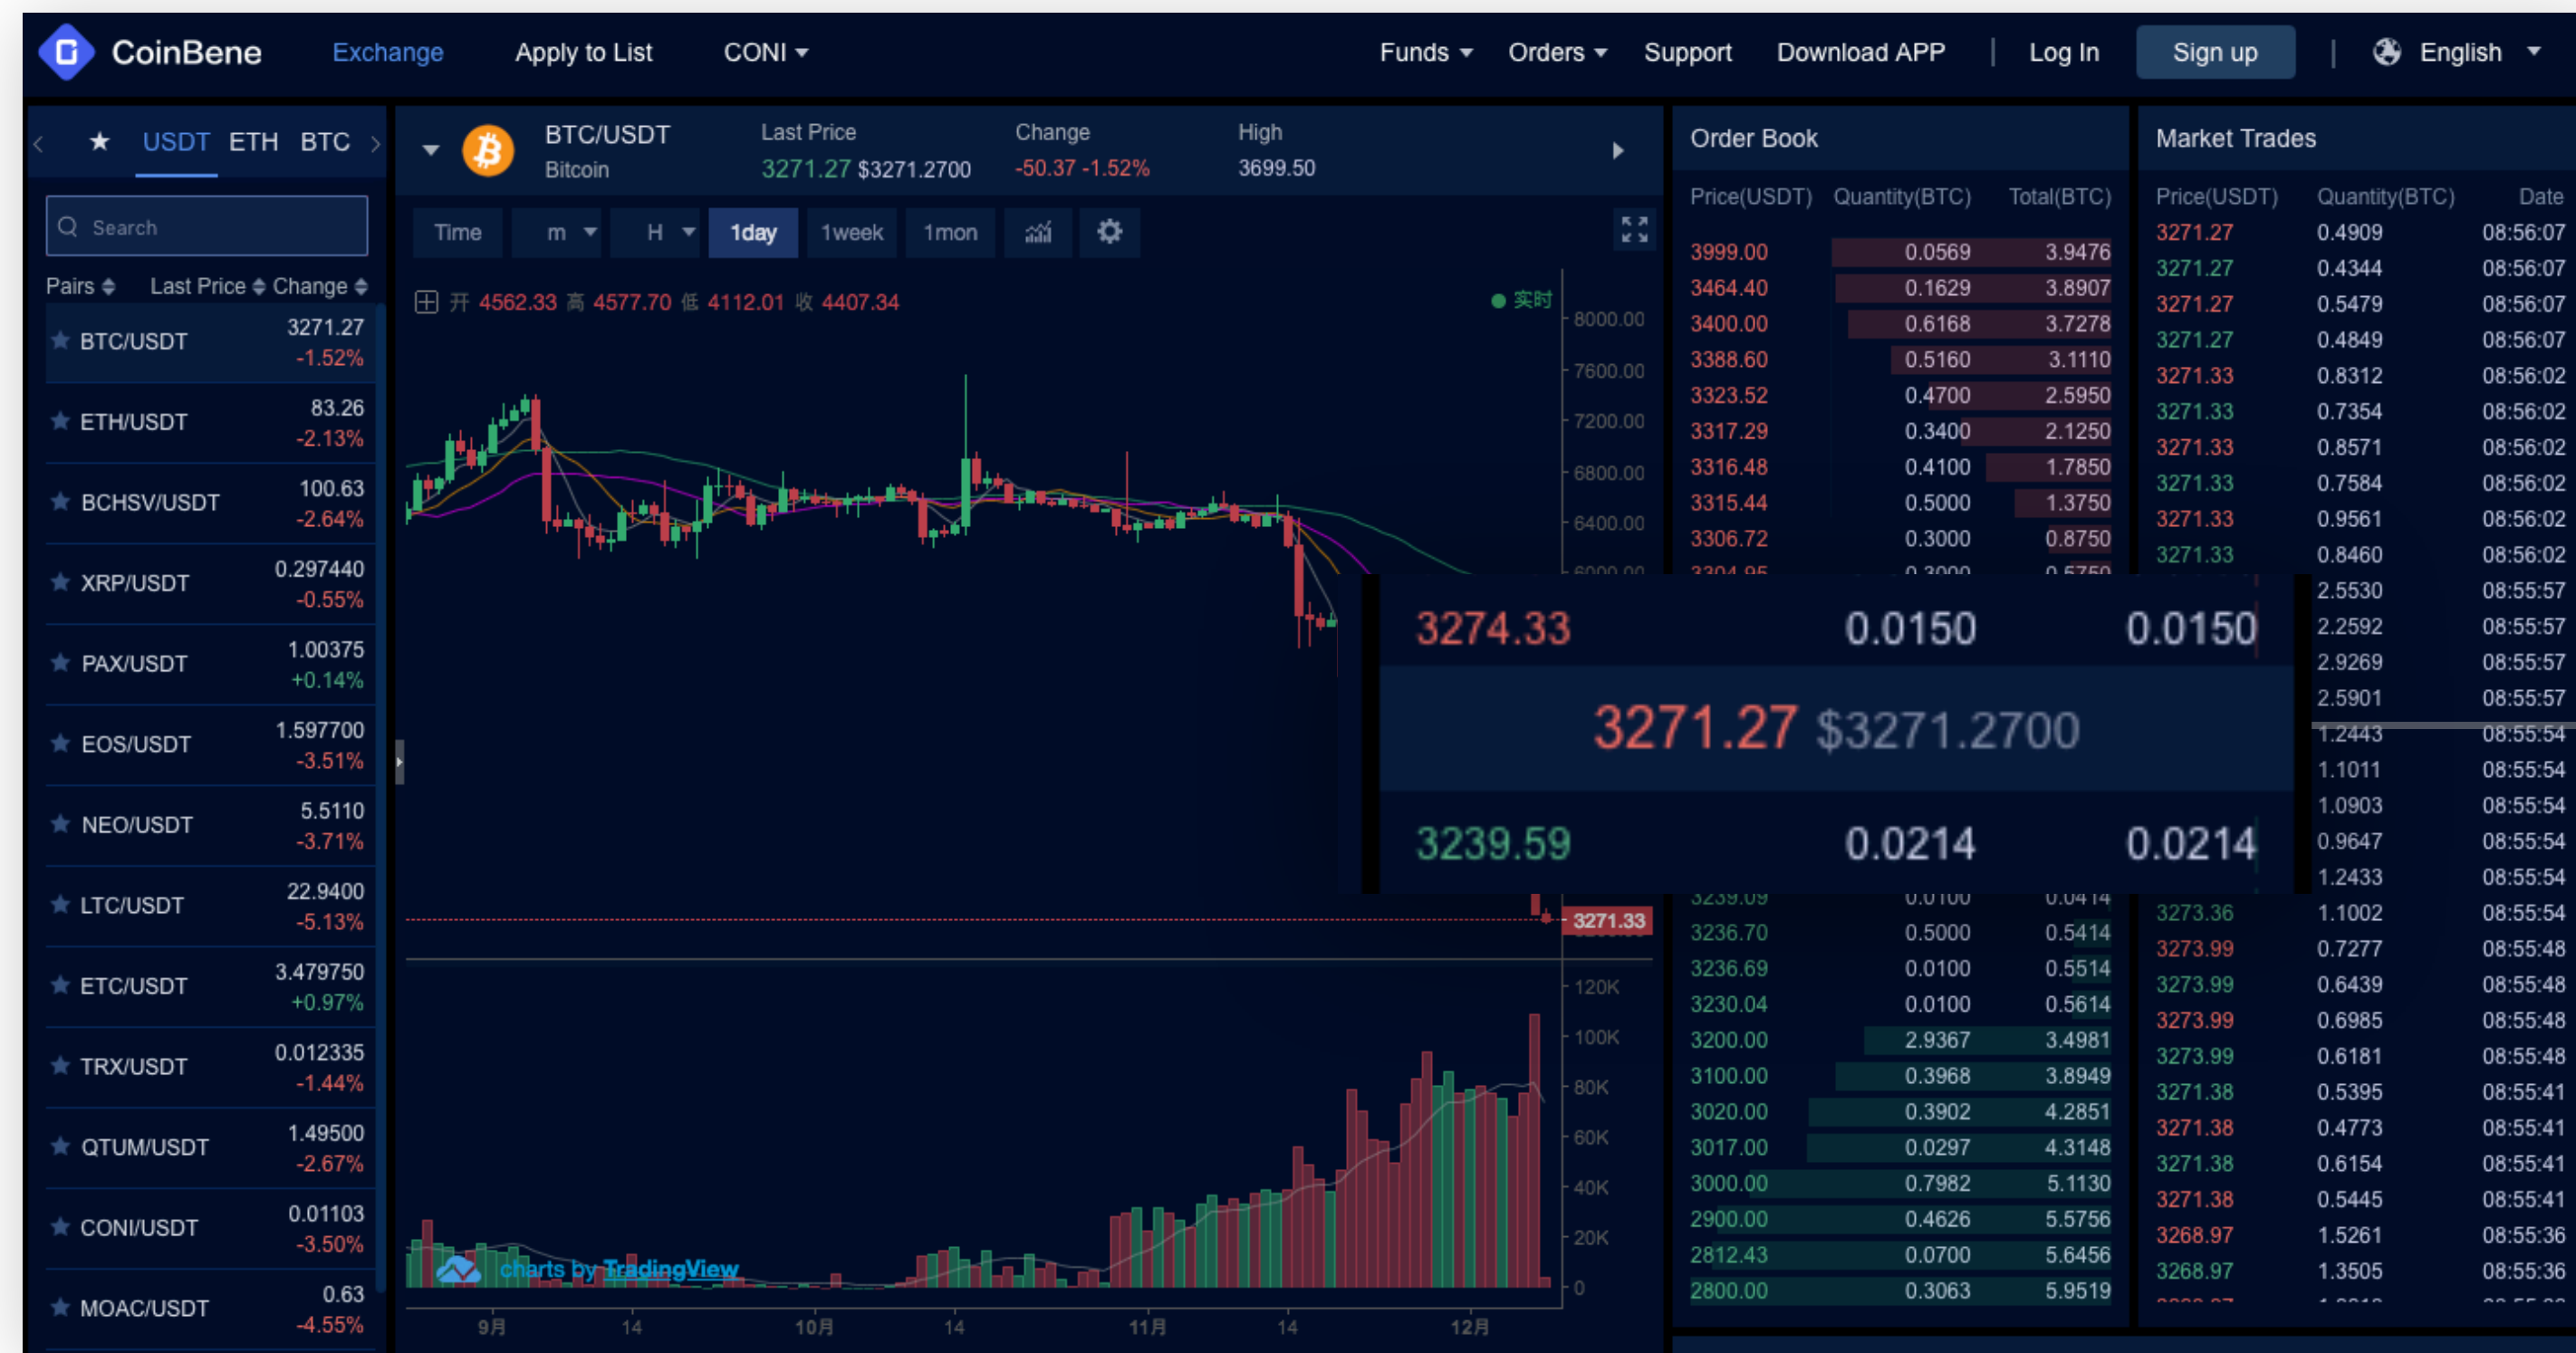 CoinBene Exchange Apply to List CONI Funds Orders Support Download APP Log In Sign up English
USDT ETH BTC
Search
Pairs Last Price Change
BTC/USDT 3271.27
-1.52%
ETH/USDT 83.26
-2.13%
BCHSV/USDT 100.63
-2.64%
XRP/USDT 0.297440
-0.55%
PAX/USDT 1.00375
+0.14%
EOS/USDT 1.597700
-3.51%
NEO/USDT 5.5110
-3.71%
LTC/USDT 22.9400
-5.13%
ETC/USDT 3.479750
+0.97%
TRX/USDT 0.012335
-1.44%
QTUM/USDT 1.49500
-2.67%
CONI/USDT 0.01103
-3.50%
MOAC/USDT 0.63
-4.55%
BTC/USDT Last Price Change High
Bitcoin 3271.27 $3271.2700 -50.37 -1.52% 3699.50
Time m H 1day 1week 1mon
开 4562.33 高 4577.70 低 4112.01 收 4407.34
实时
8000.00
7600.00
7200.00
6800.00
6400.00
6000.00
3271.33
120K
100K
80K
60K
40K
20K
0
charts by TradingView
9月 14 10月 14 11月 14 12月
Order Book
Price(USDT) Quantity(BTC) Total(BTC)
3999.00 0.0569 3.9476
3464.40 0.1629 3.8907
3400.00 0.6168 3.7278
3388.60 0.5160 3.1110
3323.52 0.4700 2.5950
3317.29 0.3400 2.1250
3316.48 0.4100 1.7850
3315.44 0.5000 1.3750
3306.72 0.3000 0.8750
3304.95 0.3000 0.5750
3274.33 0.0150 0.0150
3271.27 $3271.2700
3239.59 0.0214 0.0214
3239.09 0.0100 0.0414
3236.70 0.5000 0.5414
3236.69 0.0100 0.5514
3230.04 0.0100 0.5614
3200.00 2.9367 3.4981
3100.00 0.3968 3.8949
3020.00 0.3902 4.2851
3017.00 0.0297 4.3148
3000.00 0.7982 5.1130
2900.00 0.4626 5.5756
2812.43 0.0700 5.6456
2800.00 0.3063 5.9519
Market Trades
Price(USDT) Quantity(BTC) Date
3271.27 0.4909 08:56:07
3271.27 0.4344 08:56:07
3271.27 0.5479 08:56:07
3271.27 0.4849 08:56:07
3271.33 0.8312 08:56:02
3271.33 0.7354 08:56:02
3271.33 0.8571 08:56:02
3271.33 0.7584 08:56:02
3271.33 0.9561 08:56:02
3271.33 0.8460 08:56:02
2.5530 08:55:57
2.2592 08:55:57
2.9269 08:55:57
2.5901 08:55:57
1.2443 08:55:54
1.1011 08:55:54
1.0903 08:55:54
0.9647 08:55:54
1.2433 08:55:54
3273.36 1.1002 08:55:54
3273.99 0.7277 08:55:48
3273.99 0.6439 08:55:48
3273.99 0.6985 08:55:48
3273.99 0.6181 08:55:48
3271.38 0.5395 08:55:41
3271.38 0.4773 08:55:41
3271.38 0.6154 08:55:41
3271.38 0.5445 08:55:41
3268.97 1.5261 08:55:36
3268.97 1.3505 08:55:36